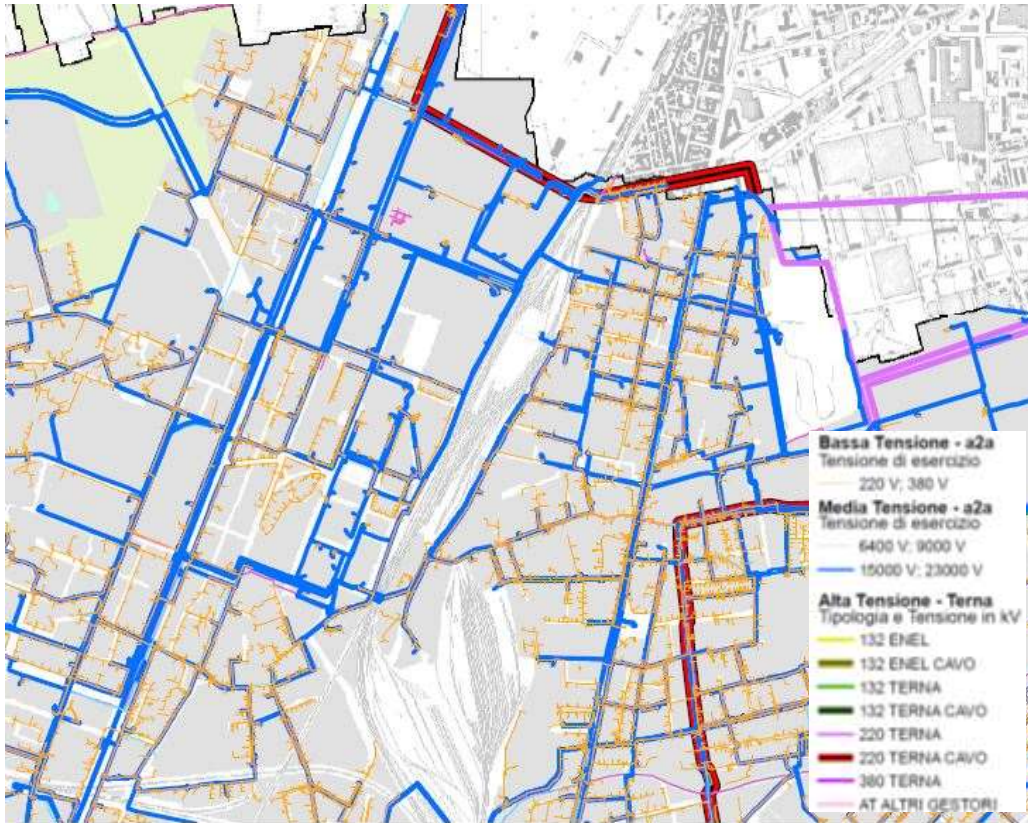 Bassa Tensione - a2a
Tensione di esercizio
220 V; 380 V
Media Tensione - a2a
Tensione di esercizio
6400 V; 9000 V
15000 V; 23000 V
Alta Tensione - Terna
Tipologia e Tensione in kV
132 ENEL
132 ENEL CAVO
132 TERNA
132 TERNA CAVO
220 TERNA
220 TERNA CAVO
380 TERNA
AT ALTRI GESTORI